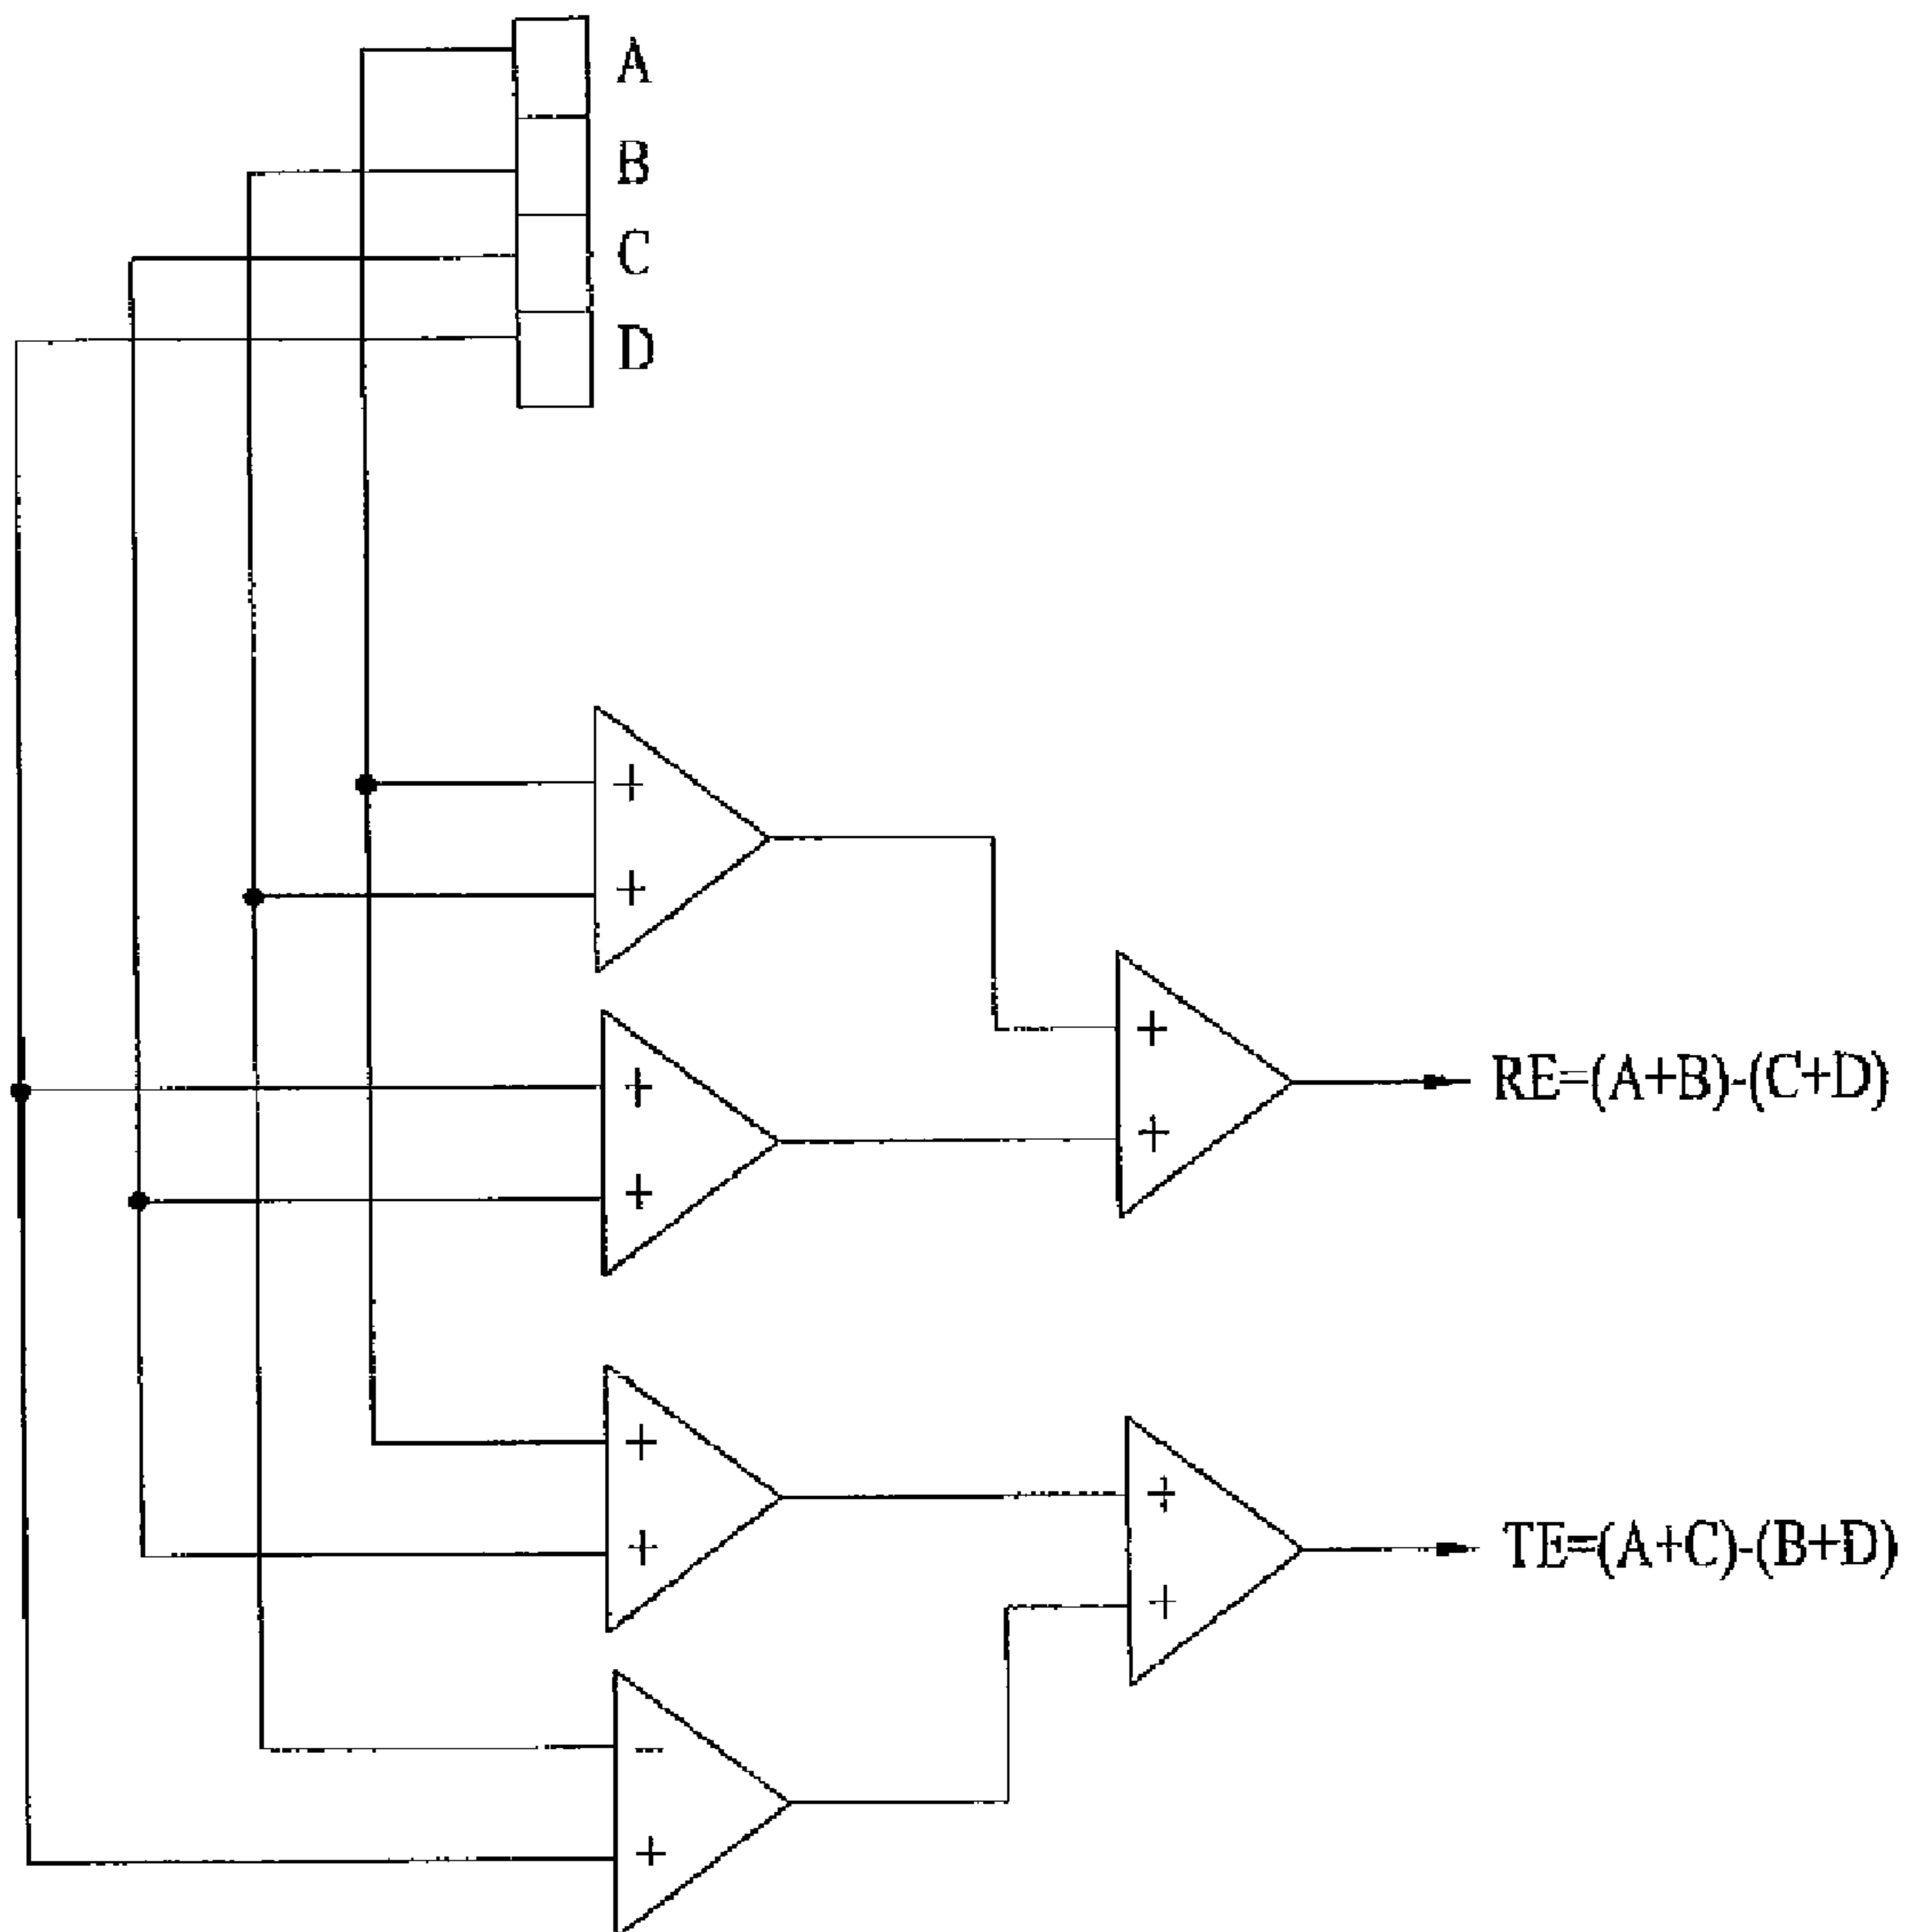 A
B
C
D
+
+
+
+
+
+
RE=(A+B)-(C+D)
+
+
+
+
TE=(A+C)-(B+D)
-
+